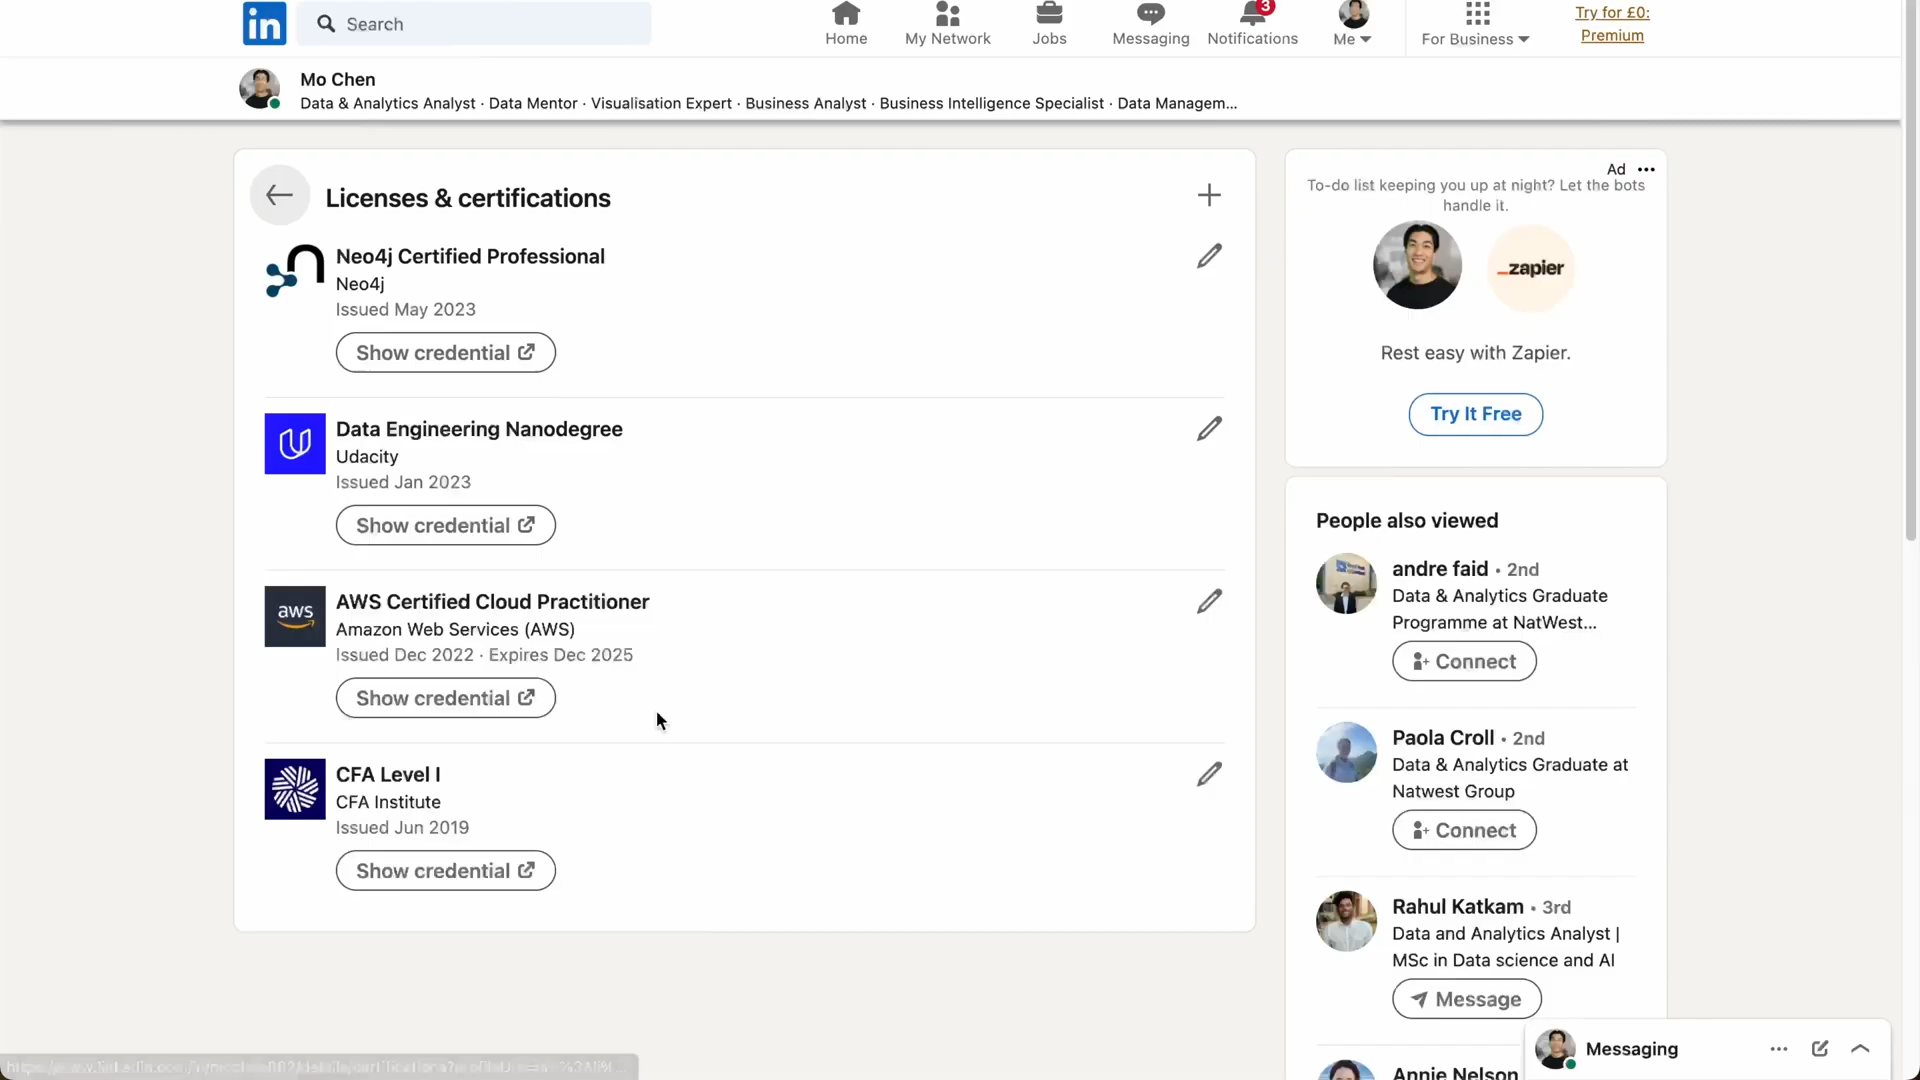 in
Search
Home
My Network
Jobs
Messaging
3
Notifications
Me
For Business
Try for £0:
Premium
Mo Chen
Data & Analytics Analyst · Data Mentor · Visualisation Expert · Business Analyst · Business Intelligence Specialist · Data Managem...
Licenses & certifications
Neo4j Certified Professional
Neo4j
Issued May 2023
Show credential
Data Engineering Nanodegree
Udacity
Issued Jan 2023
Show credential
aws
AWS Certified Cloud Practitioner
Amazon Web Services (AWS)
Issued Dec 2022 · Expires Dec 2025
Show credential
CFA Level I
CFA Institute
Issued Jun 2019
Show credential
Ad
To-do list keeping you up at night? Let the bots
handle it.
_zapier
Rest easy with Zapier.
Try It Free
People also viewed
andre faid · 2nd
Data & Analytics Graduate
Programme at NatWest...
Connect
Paola Croll · 2nd
Data & Analytics Graduate at
Natwest Group
Connect
Rahul Katkam · 3rd
Data and Analytics Analyst |
MSc in Data science and AI
Message
Annie Nelson
Messaging